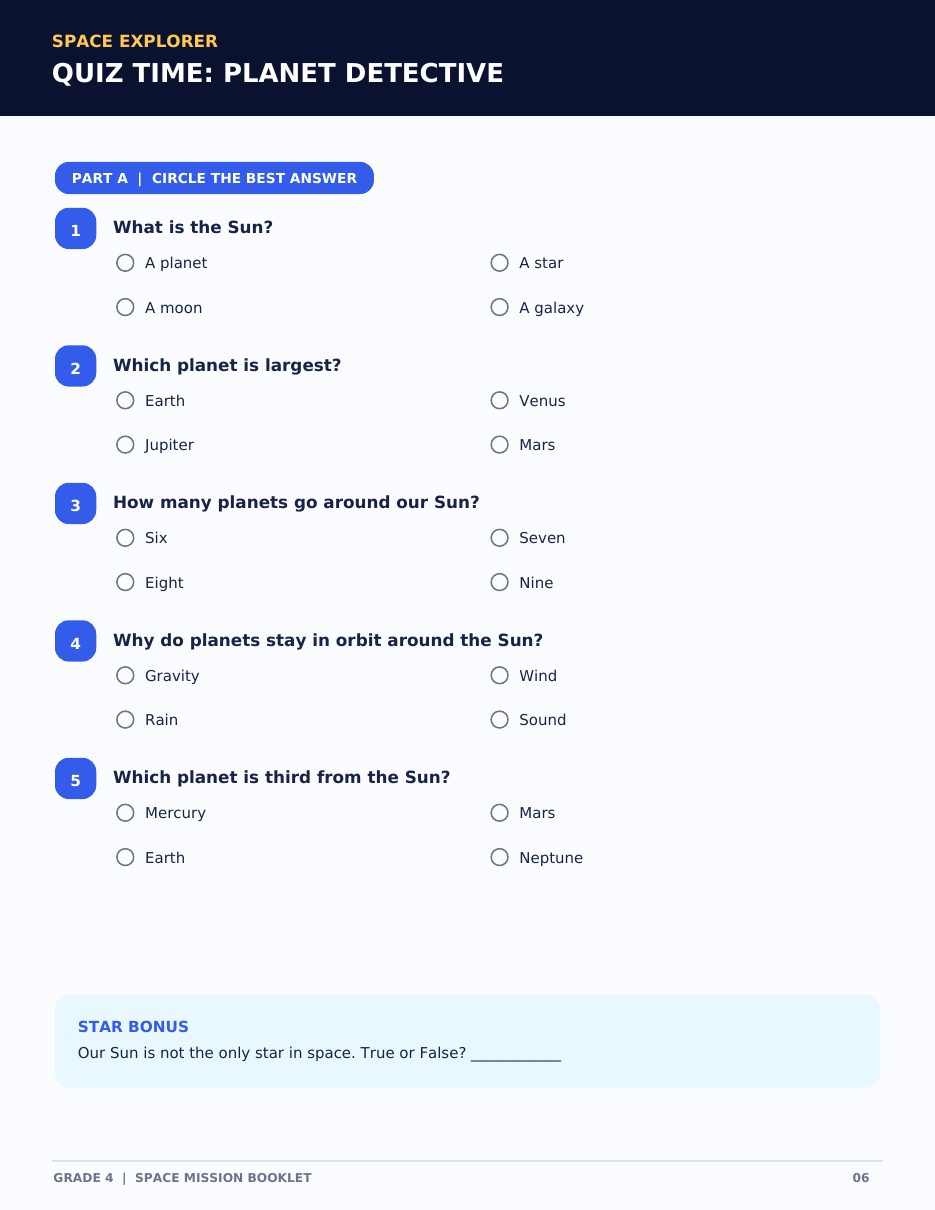 SPACE EXPLORER
QUIZ TIME: PLANET DETECTIVE
PART A | CIRCLE THE BEST ANSWER
1 What is the Sun?
A planet A star
A moon A galaxy
2 Which planet is largest?
Earth Venus
Jupiter Mars
3 How many planets go around our Sun?
Six Seven
Eight Nine
4 Why do planets stay in orbit around the Sun?
Gravity Wind
Rain Sound
5 Which planet is third from the Sun?
Mercury Mars
Earth Neptune
STAR BONUS
Our Sun is not the only star in space. True or False? ____________
GRADE 4 | SPACE MISSION BOOKLET 06